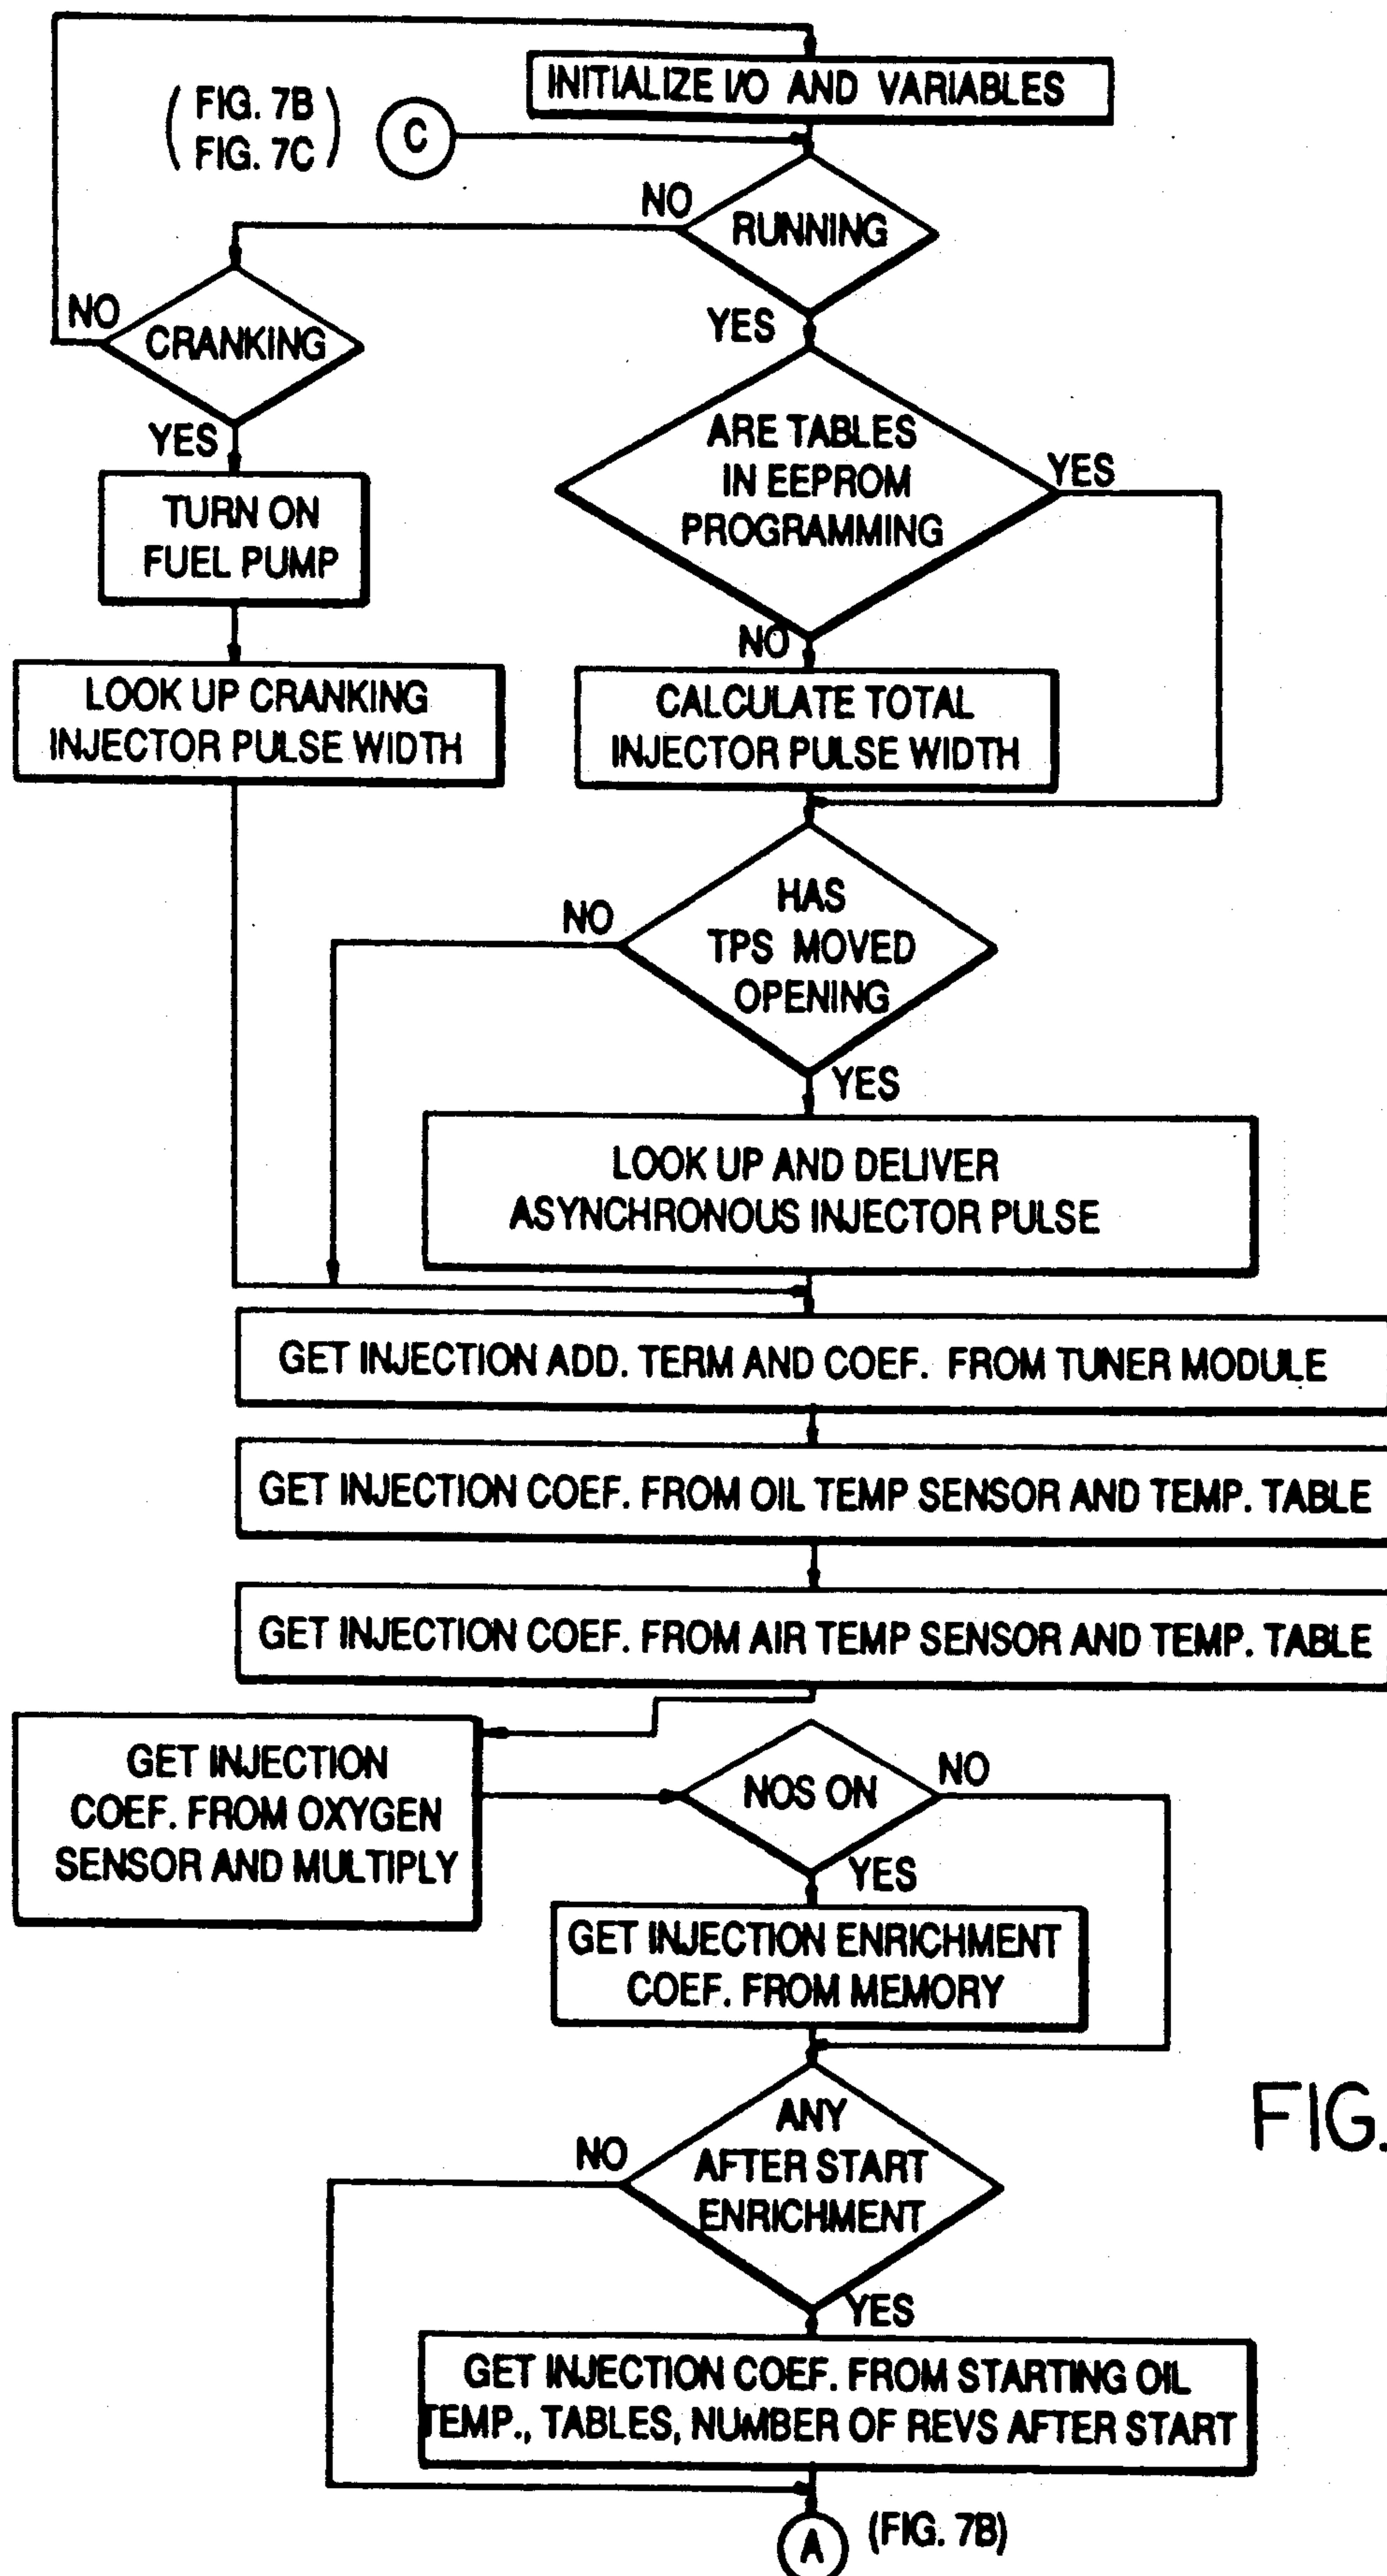 INITIALIZE I/O AND VARIABLES
FIG. 7B
FIG. 7C
C
NO
RUNNING
NO
CRANKING
YES
YES
ARE TABLES
IN EEPROM
PROGRAMMING
YES
TURN ON
FUEL PUMP
NO
LOOK UP CRANKING
INJECTOR PULSE WIDTH
CALCULATE TOTAL
INJECTOR PULSE WIDTH
NO
HAS
TPS MOVED
OPENING
YES
LOOK UP AND DELIVER
ASYNCHRONOUS INJECTOR PULSE
GET INJECTION ADD. TERM AND COEF. FROM TUNER MODULE
GET INJECTION COEF. FROM OIL TEMP SENSOR AND TEMP. TABLE
GET INJECTION COEF. FROM AIR TEMP SENSOR AND TEMP. TABLE
GET INJECTION
COEF. FROM OXYGEN
SENSOR AND MULTIPLY
NOS ON
NO
YES
GET INJECTION ENRICHMENT
COEF. FROM MEMORY
FIG.
NO
ANY
AFTER START
ENRICHMENT
YES
GET INJECTION COEF. FROM STARTING OIL
TEMP., TABLES, NUMBER OF REVS AFTER START
A
(FIG. 7B)